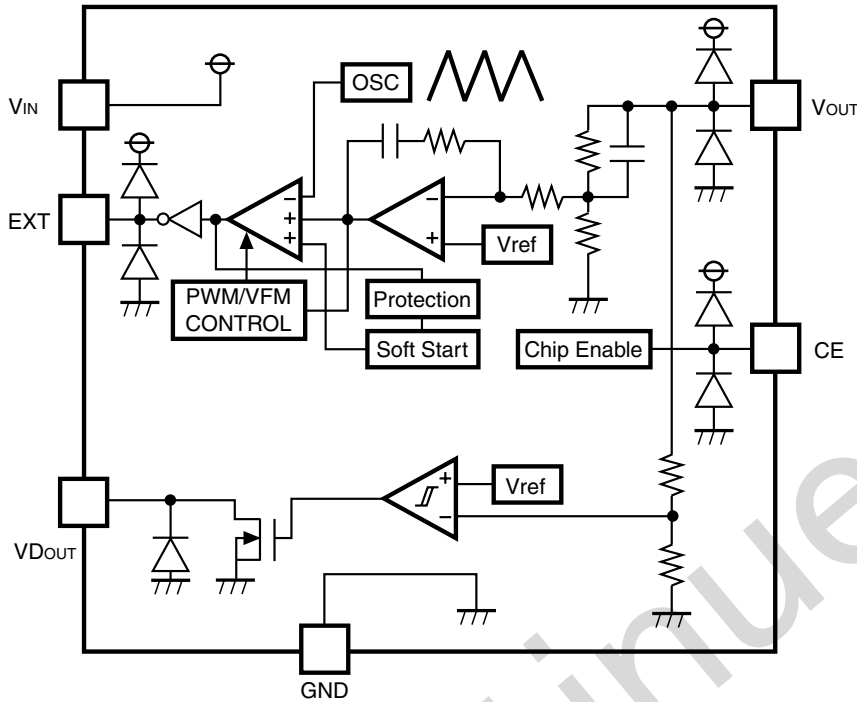 OSC
VIN
VOUT
EXT
Vref
PWM/VFM
CONTROL
Protection
Soft Start
Chip Enable
CE
Vref
VDOUT
GND